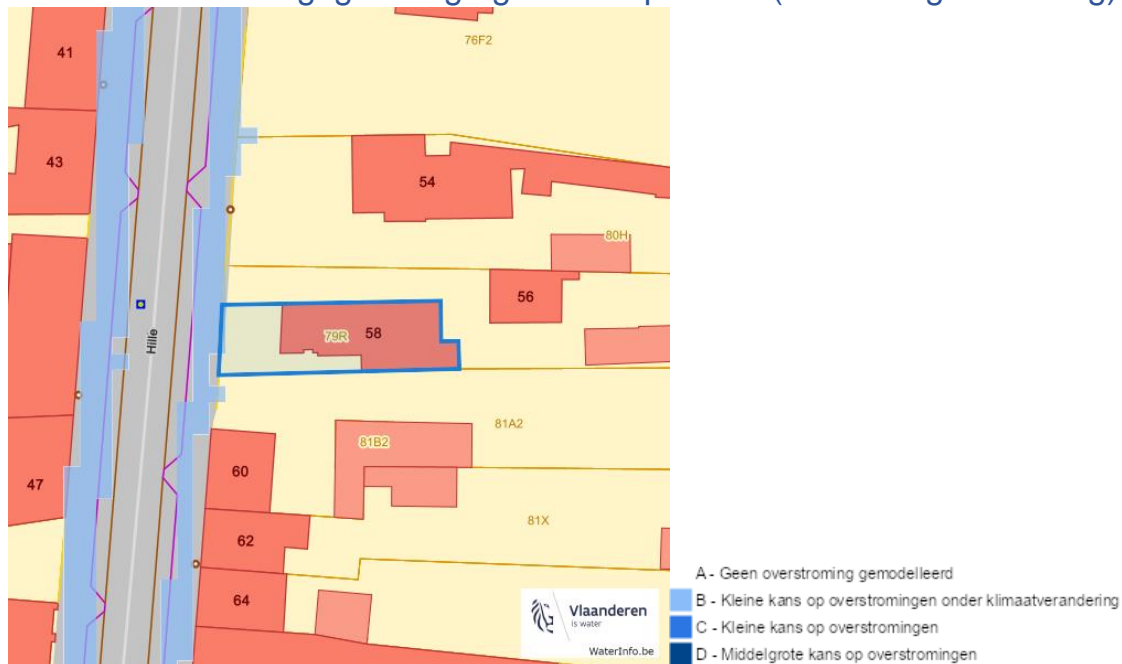 41
76F2
43
54
80H
56
Hille
79R
58
81A2
81B2
60
47
81X
62
64
Vlaanderen
is water
WaterInfo.be
A - Geen overstroming gemodelleerd
B - Kleine kans op overstromingen onder klimaatverandering
C - Kleine kans op overstromingen
D - Middelgrote kans op overstromingen